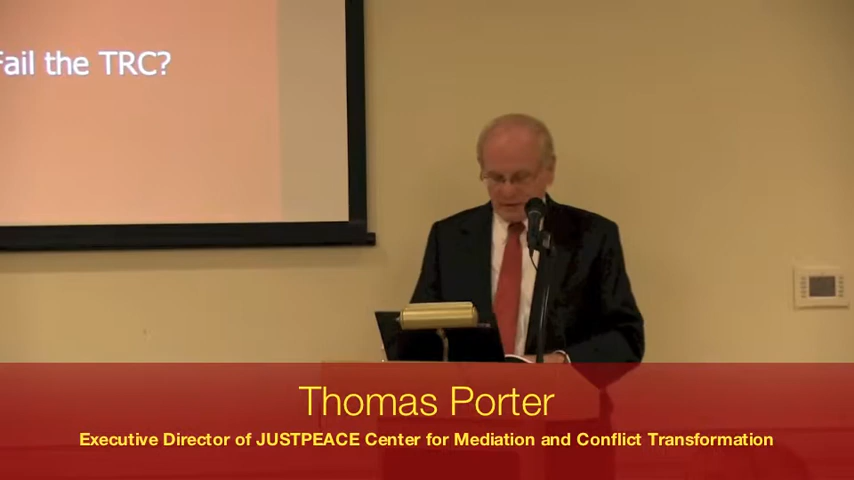 Fail the TRC?
Thomas Porter
Executive Director of JUSTPEACE Center for Mediation and Conflict Transformation